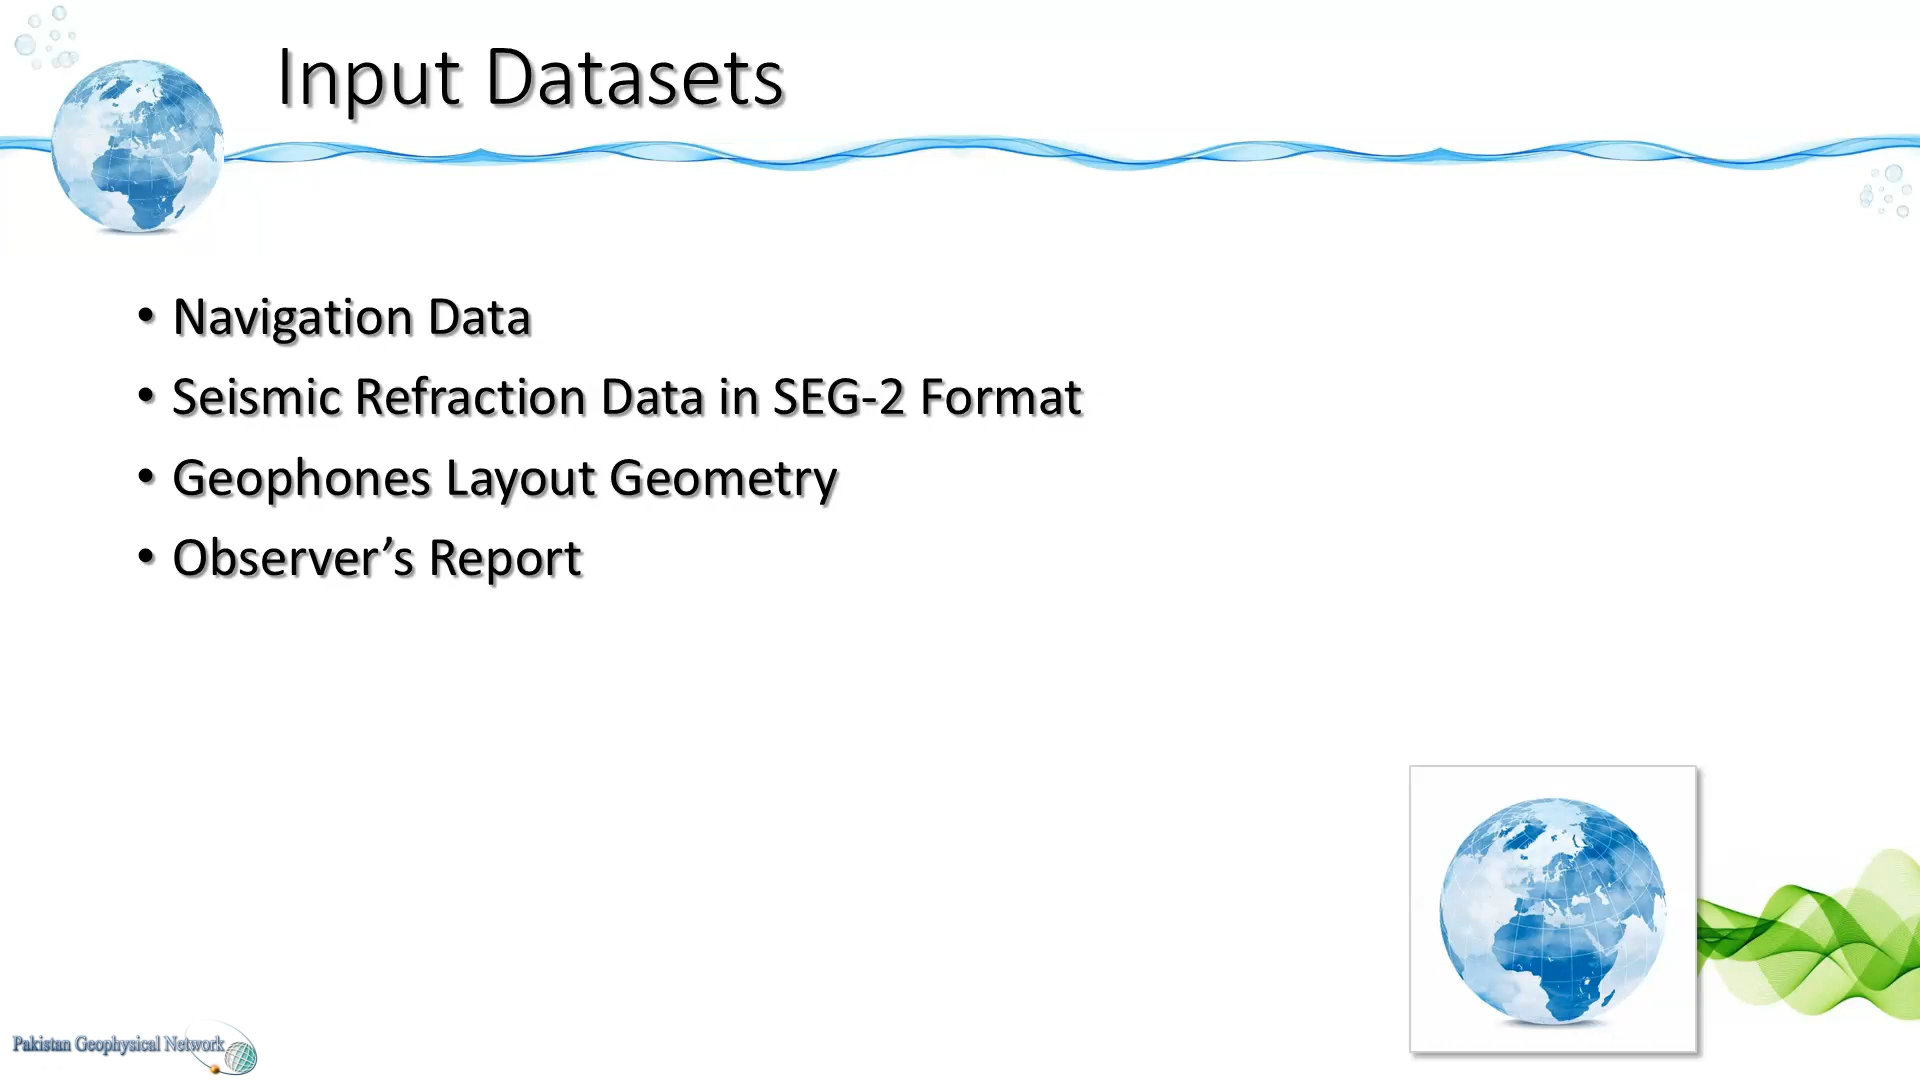 Input Datasets
• Navigation Data
• Seismic Refraction Data in SEG-2 Format
• Geophones Layout Geometry
• Observer’s Report
Pakistan Geophysical Network